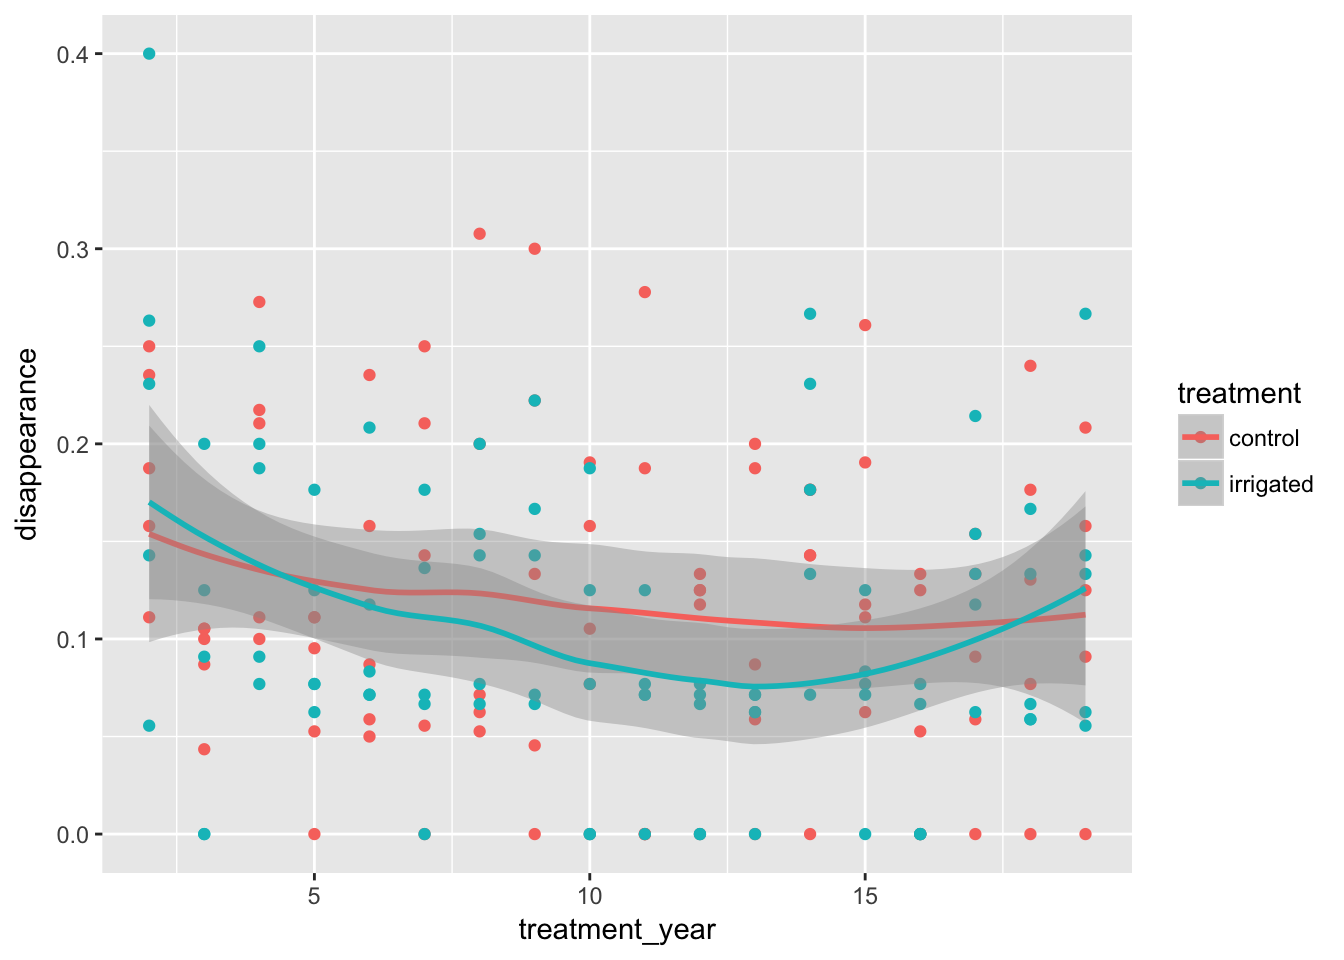 0.4
0.3
0.2
0.1
0.0
disappearance
5 10 15
treatment_year
treatment
control
irrigated